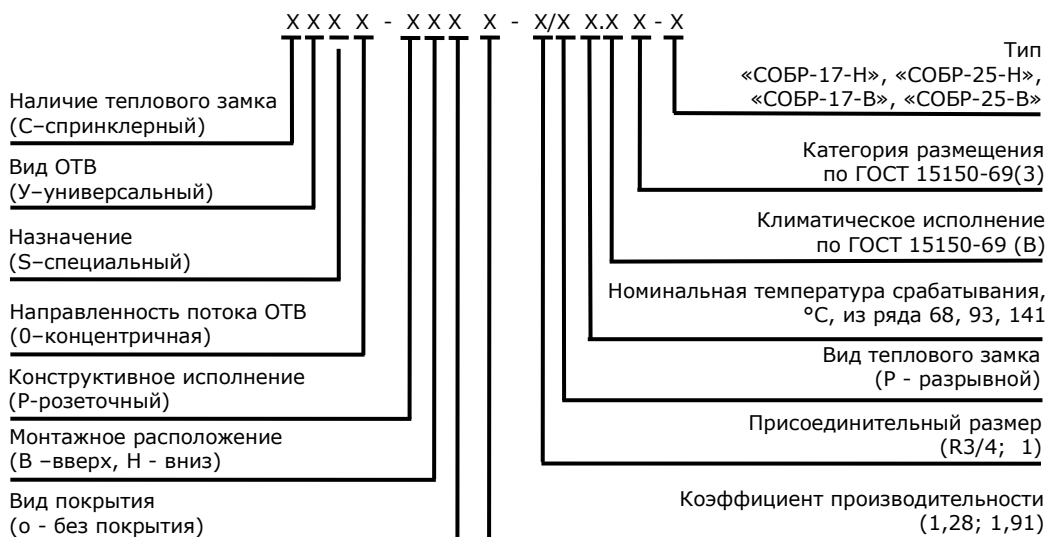 X X X X - X X X X - X/X X.X X - X
Наличие теплового замка
(С–спринклерный)
Вид ОТВ
(У–универсальный)
Назначение
(S–специальный)
Направленность потока ОТВ
(0–концентричная)
Конструктивное исполнение
(Р-розеточный)
Монтажное расположение
(В –вверх, Н - вниз)
Вид покрытия
(о - без покрытия)
Тип
«СОБР-17-Н», «СОБР-25-Н»,
«СОБР-17-В», «СОБР-25-В»
Категория размещения
по ГОСТ 15150-69(3)
Климатическое исполнение
по ГОСТ 15150-69 (В)
Номинальная температура срабатывания,
°С, из ряда 68, 93, 141
Вид теплового замка
(Р - разрывной)
Присоединительный размер
(R3/4; 1)
Коэффициент производительности
(1,28; 1,91)